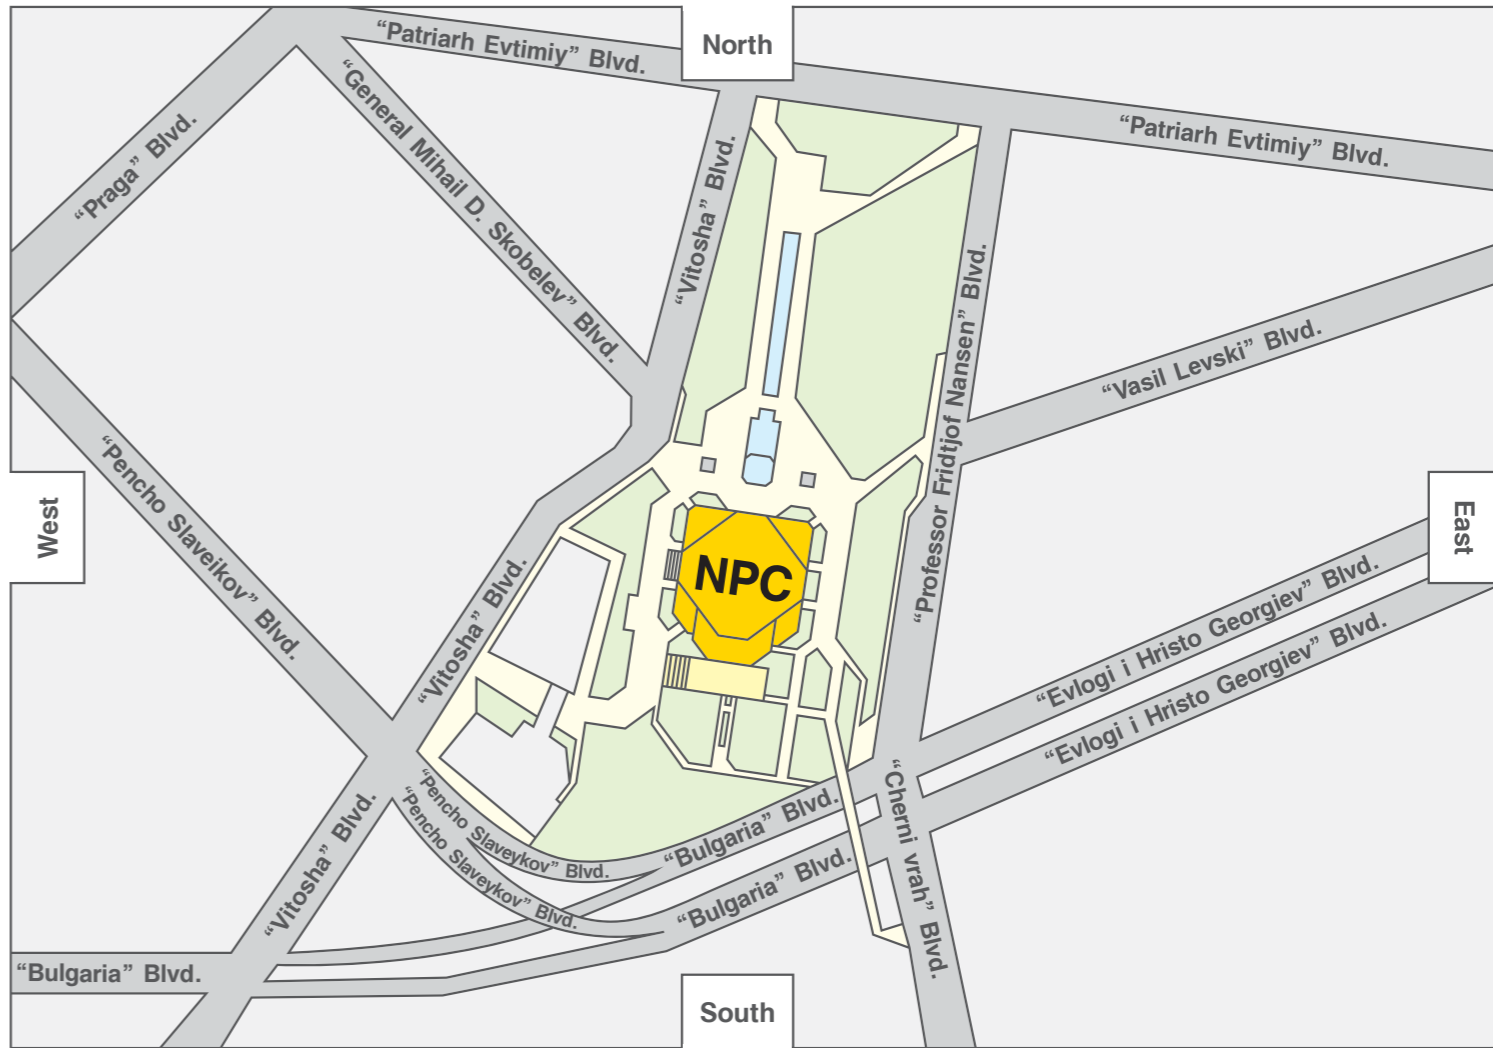 “Patriarh Evtimiy” Blvd.
North
“Patriarh Evtimiy” Blvd.
“Praga” Blvd.
“General Mihail D. Skobelev” Blvd.
“Vitosha” Blvd.
“Professor Fridtjof Nansen” Blvd.
“Vasil Levski” Blvd.
West
“Pencho Slaveikov” Blvd.
NPC
East
“Vitosha” Blvd.
“Evlogi i Hristo Georgiev” Blvd.
“Evlogi i Hristo Georgiev” Blvd.
“Pencho Slaveykov” Blvd.
“Pencho Slaveykov” Blvd.
“Bulgaria” Blvd.
“Bulgaria” Blvd.
“Cherni vrah” Blvd.
“Vitosha” Blvd.
“Bulgaria” Blvd.
South